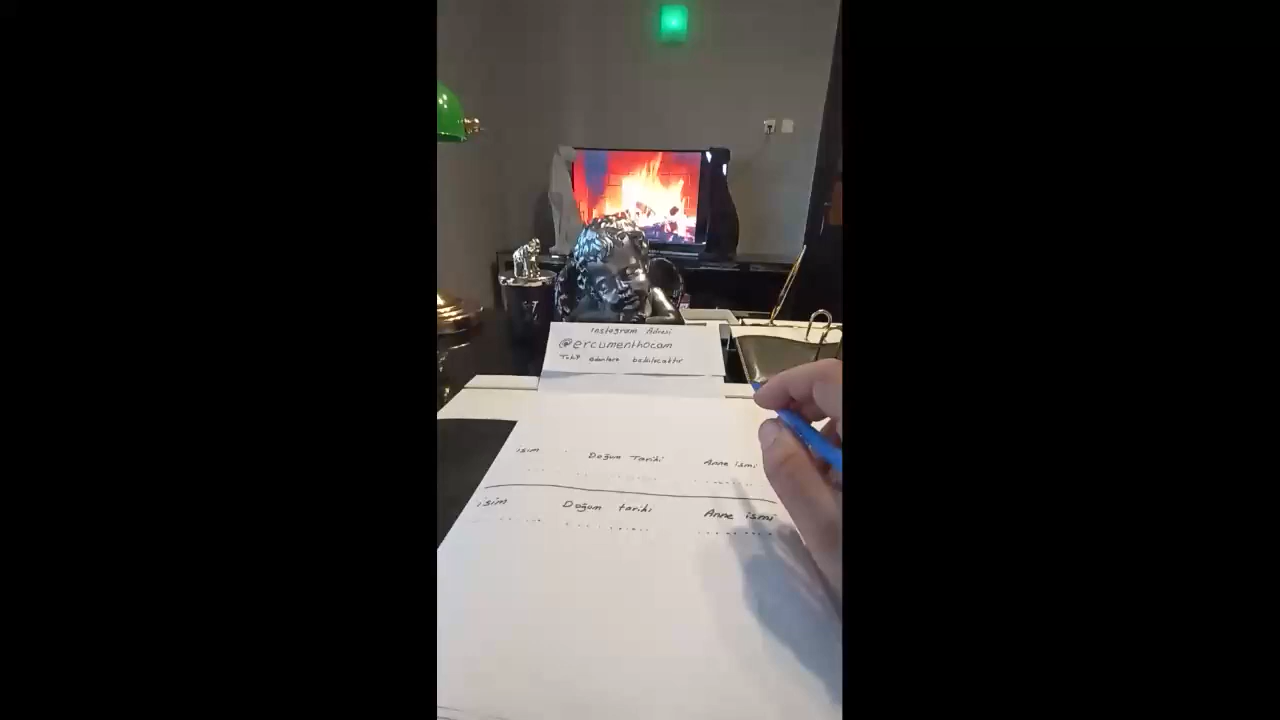 instagram Adresi
@ercumenthocam
Takip edenlere bakılacaktır
isim Doğum Tarihi Anne ismi
isim Doğum tarihi Anne ismi